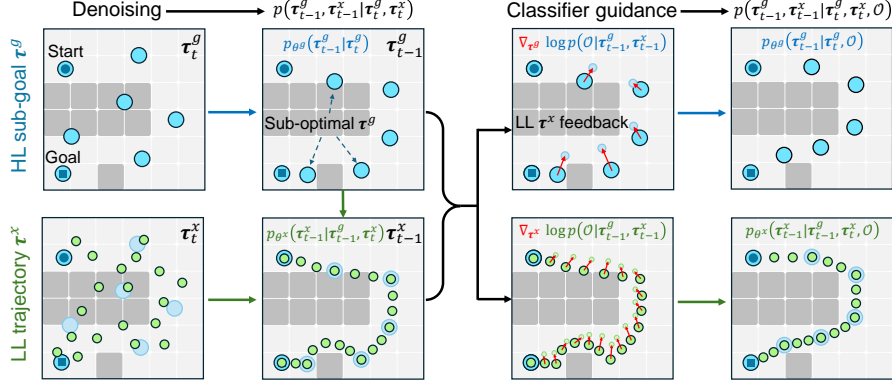 Denoising
p(τ^g_{t-1}, τ^x_{t-1}|τ^g_t, τ^x_t)
Classifier guidance
p(τ^g_{t-1}, τ^x_{t-1}|τ^g_t, τ^x_t, O)
HL sub-goal τ^g
Start
τ^g_t
Goal
p_{θ^g}(τ^g_{t-1}|τ^g_t)
τ^g_{t-1}
Sub-optimal τ^g
∇_{τ^g} log p(O|τ^g_{t-1}, τ^x_{t-1})
LL τ^x feedback
p_{θ^g}(τ^g_{t-1}|τ^g_t, O)
LL trajectory τ^x
τ^x_t
p_{θ^x}(τ^x_{t-1}|τ^g_{t-1}, τ^x_t)
τ^x_{t-1}
∇_{τ^x} log p(O|τ^g_{t-1}, τ^x_{t-1})
p_{θ^x}(τ^x_{t-1}|τ^g_{t-1}, τ^x_t, O)